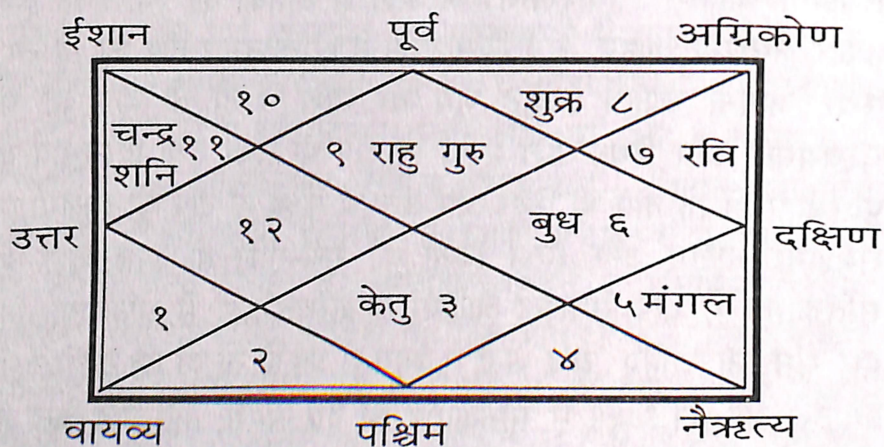 ईशान पूर्व अग्निकोण
१० शुक्र ८
चन्द्र ११ ९ राहु गुरु ७ रवि
शनि
उत्तर १२ बुध ६ दक्षिण
१ केतु ३ ५ मंगल
२ ४
वायव्य पश्चिम नैऋत्य